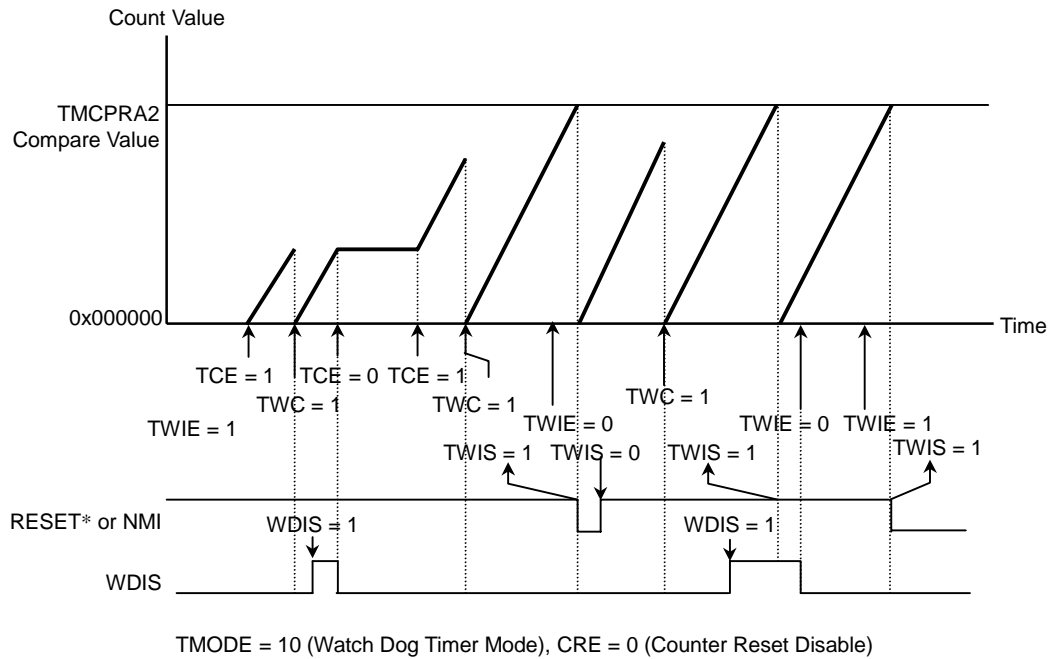 Count Value
TMCPRA2
Compare Value
0x000000
Time
TCE = 1 TCE = 0 TCE = 1
TWC = 1 TWC = 1 TWC = 1
TWIE = 1 TWIE = 0 TWIE = 0 TWIE = 1
TWIS = 1 TWIS = 0 TWIS = 1 TWIS = 1
RESET* or NMI
WDIS = 1 WDIS = 1
WDIS
TMODE = 10 (Watch Dog Timer Mode), CRE = 0 (Counter Reset Disable)